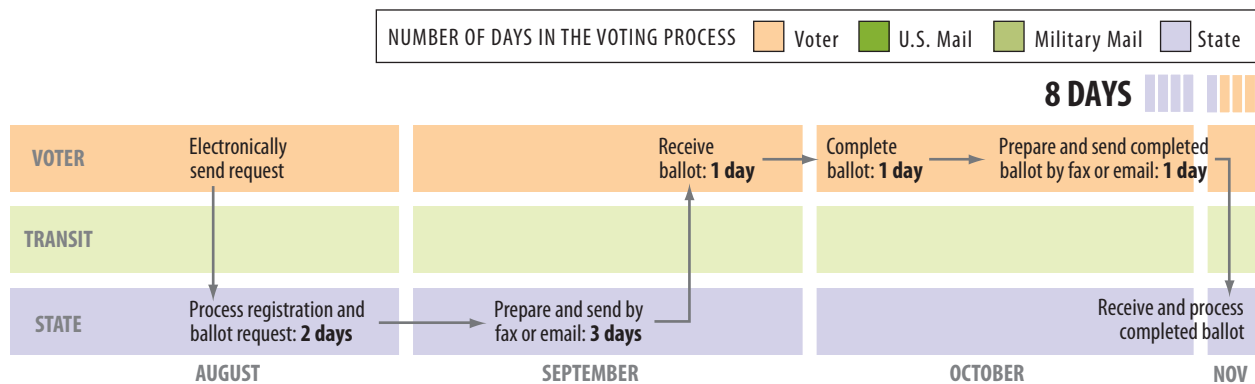 NUMBER OF DAYS IN THE VOTING PROCESS Voter U.S. Mail Military Mail State
8 DAYS
VOTER
Electronically
send request
Receive
ballot: 1 day
Complete
ballot: 1 day
Prepare and send completed
ballot by fax or email: 1 day
TRANSIT
STATE
Process registration and
ballot request: 2 days
Prepare and send by
fax or email: 3 days
Receive and process
completed ballot
AUGUST SEPTEMBER OCTOBER NOV